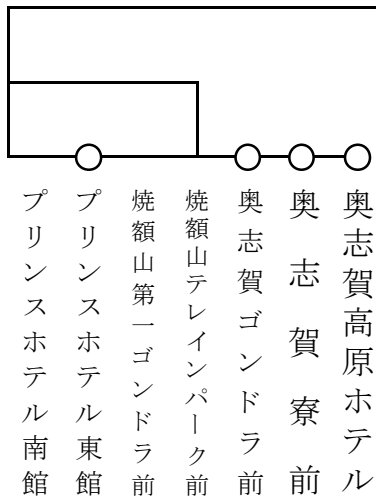 奥志賀高原ホテル
奥志賀寮前
奥志賀ゴンドラ前
焼額山テレインパーク前
焼額山第一ゴンドラ前
プリンスホテル東館
プリンスホテル南館